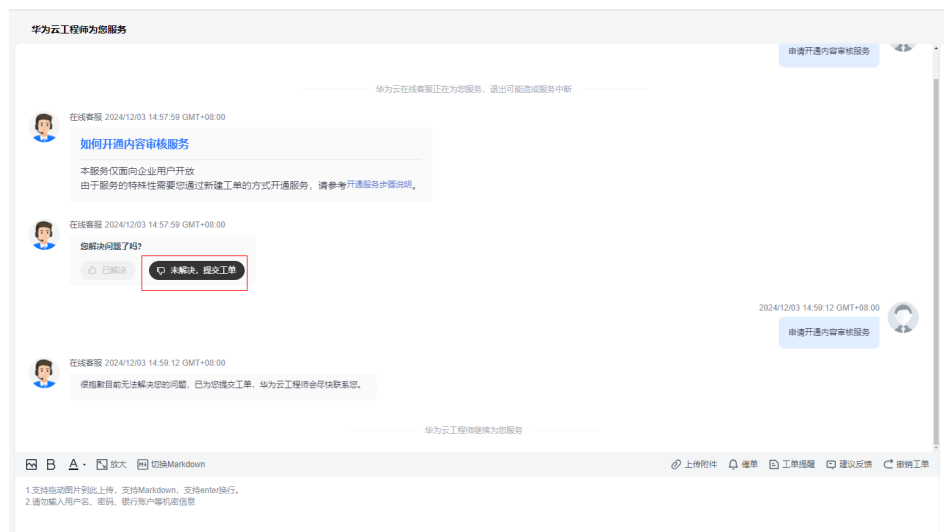 华为云工程师为您服务
申请开通内容审核服务
华为云在线客服正在为您服务，退出可能造成服务中断
在线客服 2024/12/03 14:57:59 GMT+08:00
如何开通内容审核服务
本服务仅面向企业用户开放
由于服务的特殊性需要您通过新建工单的方式开通服务，请参考开通服务步骤说明。
在线客服 2024/12/03 14:57:59 GMT+08:00
您解决问题了吗?
已解决 未解决，提交工单
2024/12/03 14:59:12 GMT+08:00
申请开通内容审核服务
在线客服 2024/12/03 14:59:12 GMT+08:00
很抱歉目前无法解决您的问题，已为您提交工单，华为云工程师会尽快联系您。
华为云工程师继续为您服务
B A 放大 M↓ 切换Markdown 上传附件 催单 工单提醒 建议反馈 撤销工单
1.支持拖动图片到此上传，支持Markdown，支持enter换行。
2.请勿输入用户名、密码、银行账户等机密信息